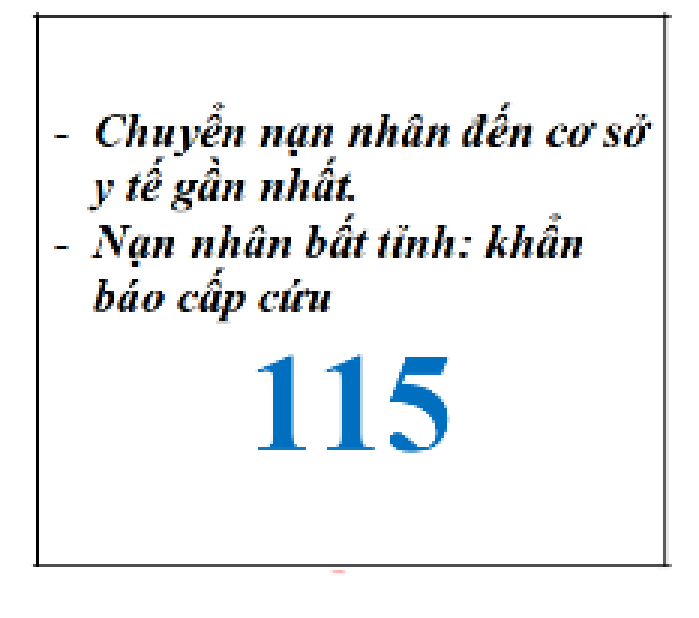 - Chuyển nạn nhân đến cơ sở
y tế gần nhất.
- Nạn nhân bất tỉnh: khẩn
báo cấp cứu
115